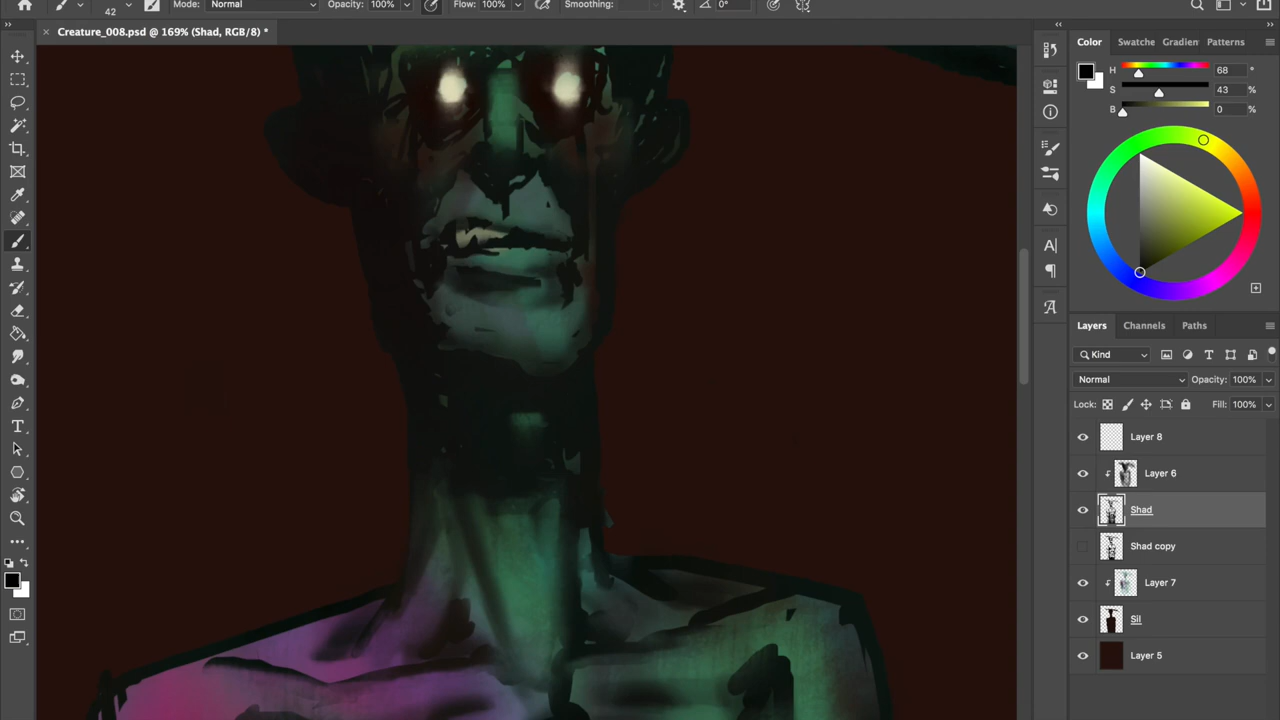 42 Mode: Normal Opacity: 100% Flow: 100% Smoothing: 0°
Creature_008.psd @ 169% (Shad, RGB/8) *
Color Swatche Gradien Patterns
H 68 °
S 43 %
B 0 %
Layers Channels Paths
Kind
Normal Opacity: 100%
Lock: Fill: 100%
Layer 8
Layer 6
Shad
Shad copy
Layer 7
Sil
Layer 5